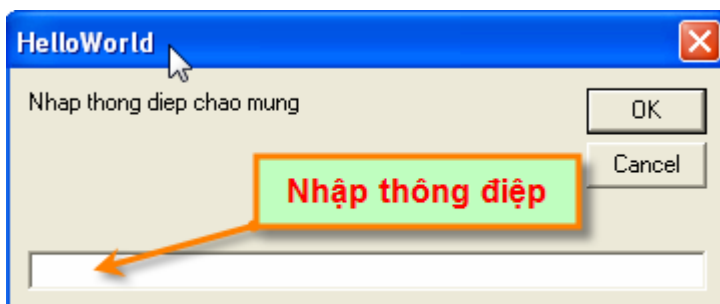 HelloWorld
Nhap thong diep chao mung
OK
Cancel
Nhập thông điệp